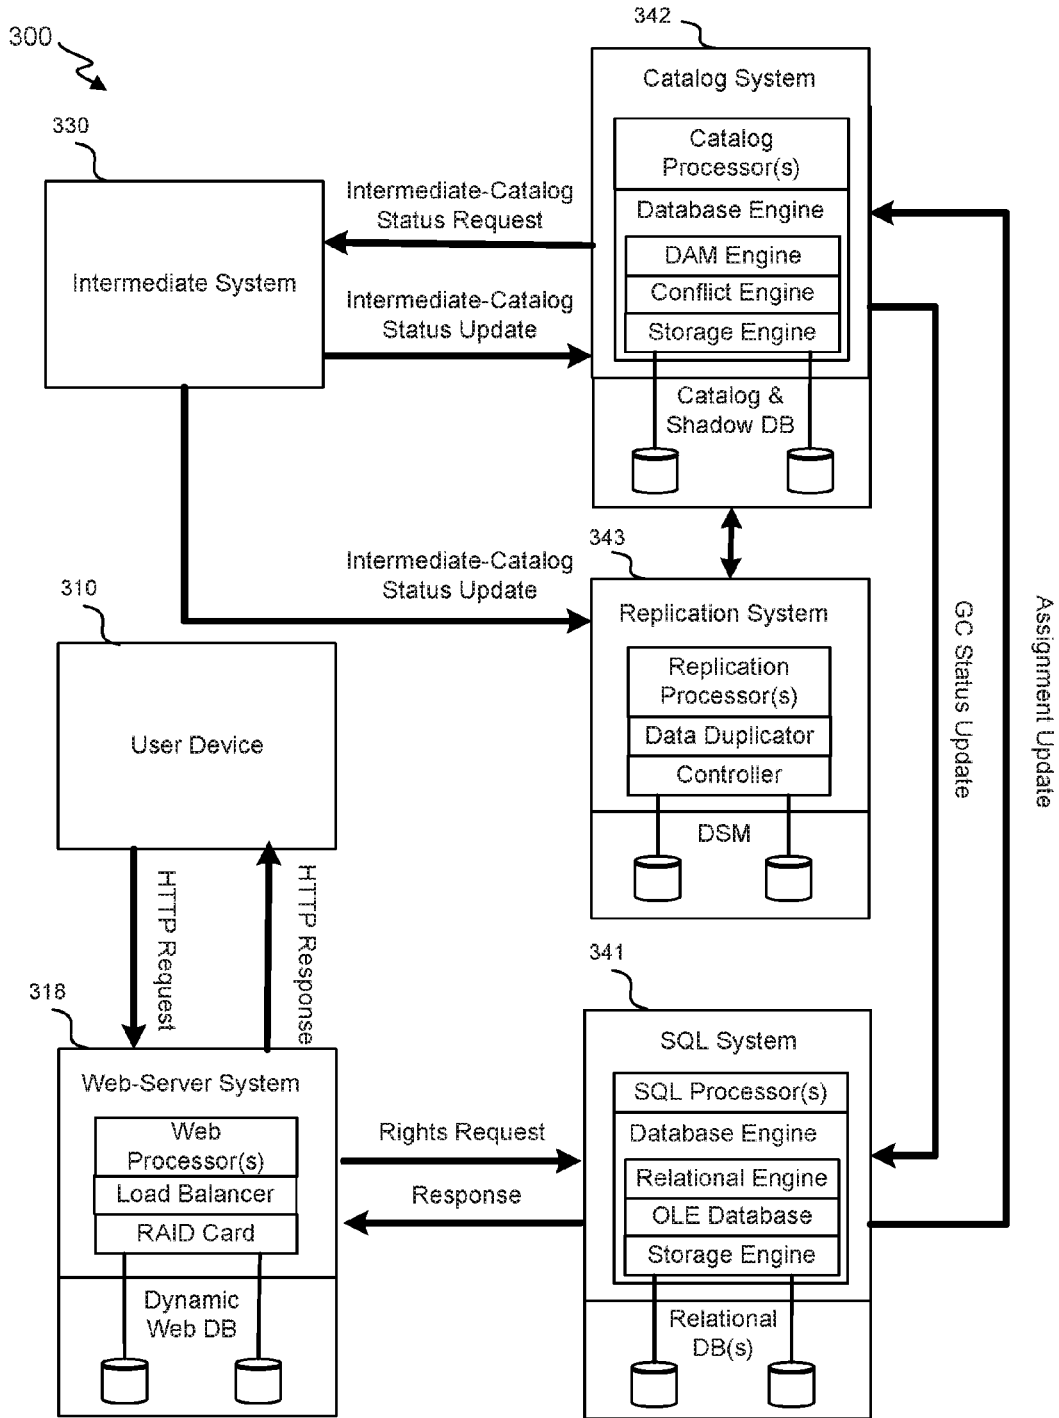 300
342
Catalog System
Catalog
Processor(s)
Database Engine
DAM Engine
Conflict Engine
Storage Engine
Catalog &
Shadow DB
330
Intermediate System
Intermediate-Catalog
Status Request
Intermediate-Catalog
Status Update
Intermediate-Catalog
Status Update
343
Replication System
Replication
Processor(s)
Data Duplicator
Controller
DSM
GC Status Update
Assignment Update
310
User Device
HTTP Request
HTTP Response
318
Web-Server System
Web
Processor(s)
Load Balancer
RAID Card
Dynamic
Web DB
Rights Request
Response
341
SQL System
SQL Processor(s)
Database Engine
Relational Engine
OLE Database
Storage Engine
Relational
DB(s)